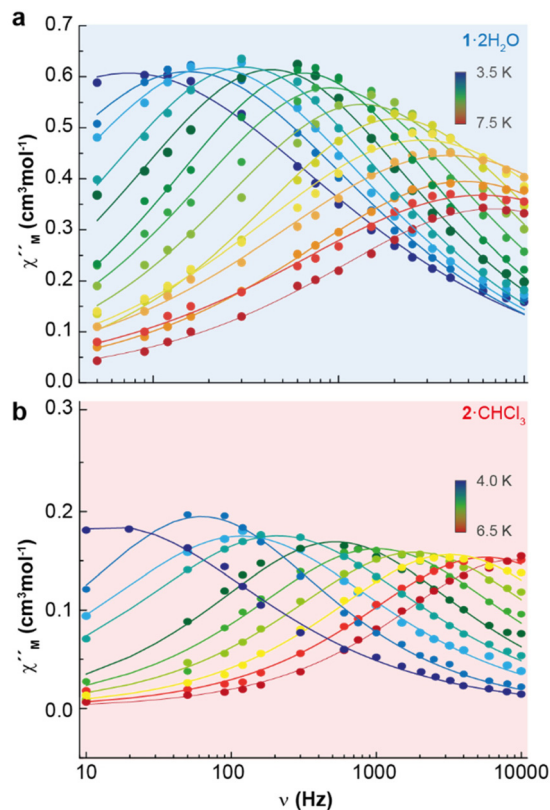 a
0.7
0.6
0.5
0.4
0.3
0.2
0.1
0.0
χ´´M (cm³mol⁻¹)
1·2H₂O
3.5 K
7.5 K
b
0.3
0.2
0.1
0.0
χ´´M (cm³mol⁻¹)
2·CHCl₃
4.0 K
6.5 K
10
100
1000
10000
ν (Hz)